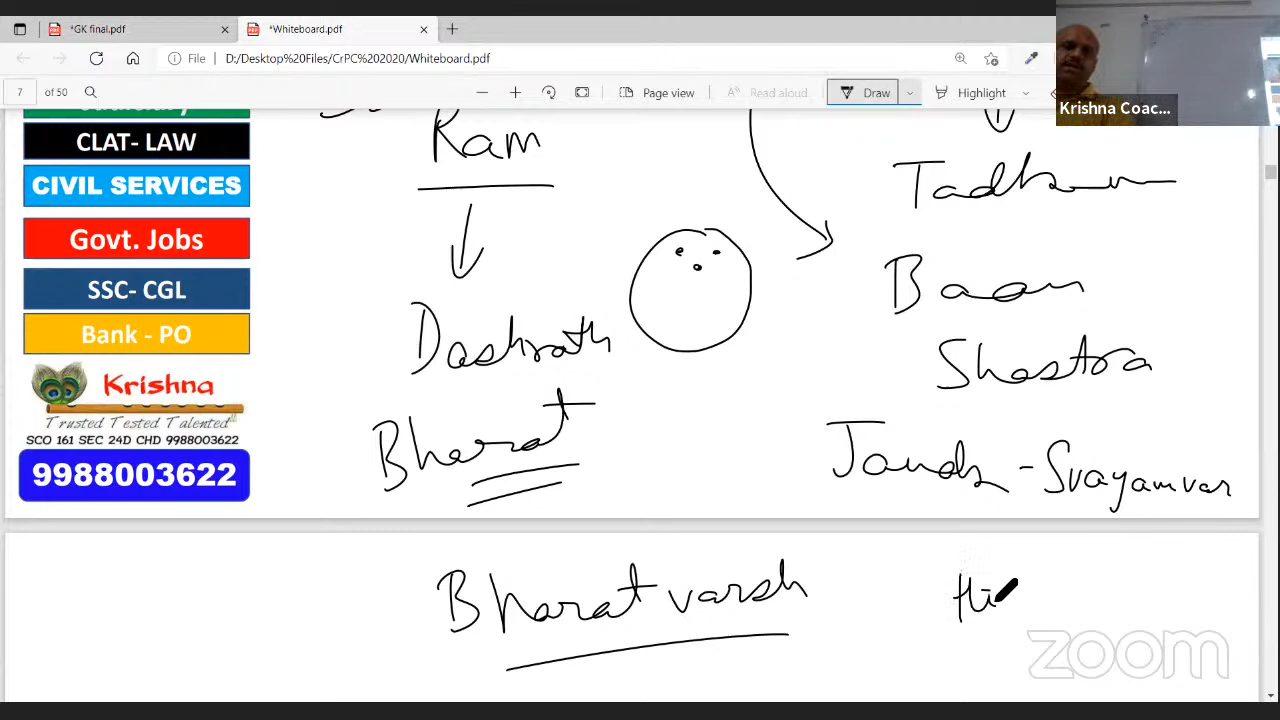 *GK final.pdf
*Whiteboard.pdf
File
D:/Desktop%20Files/CrPC%202020/Whiteboard.pdf
7 of 50
Page view
Read aloud
Draw
Highlight
Krishna Coac...
CLAT- LAW
CIVIL SERVICES
Govt. Jobs
SSC- CGL
Bank - PO
Krishna
Trusted Tested Talented
SCO 161 SEC 24D CHD 9988003622
9988003622
Ram
Dashrath
Bharat
Baan
Shastra
- Svayamvar
Bharatvarsh
Hi
zoom